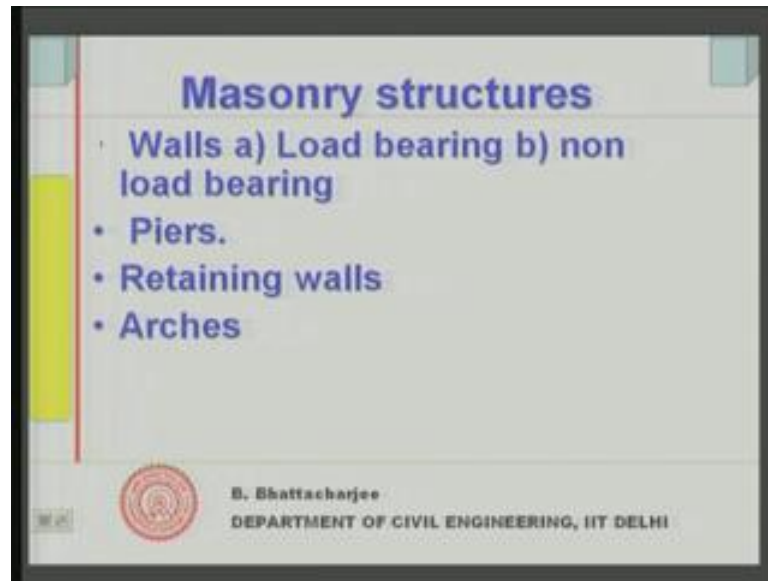 Masonry structures
Walls a) Load bearing b) non
load bearing
• Piers.
• Retaining walls
• Arches
B. Bhattacharjee
DEPARTMENT OF CIVIL ENGINEERING, IIT DELHI